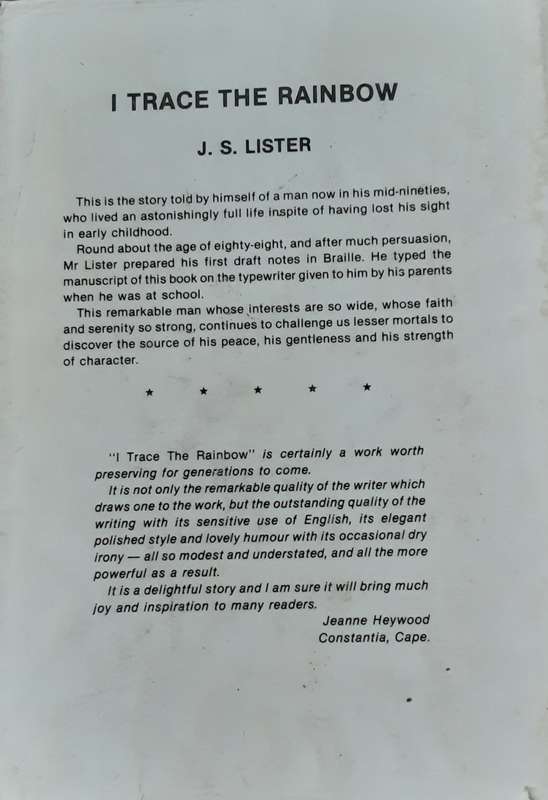 I TRACE THE RAINBOW
J. S. LISTER
This is the story told by himself of a man now in his mid-nineties,
who lived an astonishingly full life inspite of having lost his sight
in early childhood.
Round about the age of eighty-eight, and after much persuasion,
Mr Lister prepared his first draft notes in Braille. He typed the
manuscript of this book on the typewriter given to him by his parents
when he was at school.
This remarkable man whose interests are so wide, whose faith
and serenity so strong, continues to challenge us lesser mortals to
discover the source of his peace, his gentleness and his strength
of character.
★ ★ ★ ★ ★
"I Trace The Rainbow" is certainly a work worth
preserving for generations to come.
It is not only the remarkable quality of the writer which
draws one to the work, but the outstanding quality of the
writing with its sensitive use of English, its elegant
polished style and lovely humour with its occasional dry
irony — all so modest and understated, and all the more
powerful as a result.
It is a delightful story and I am sure it will bring much
joy and inspiration to many readers.
Jeanne Heywood
Constantia, Cape.